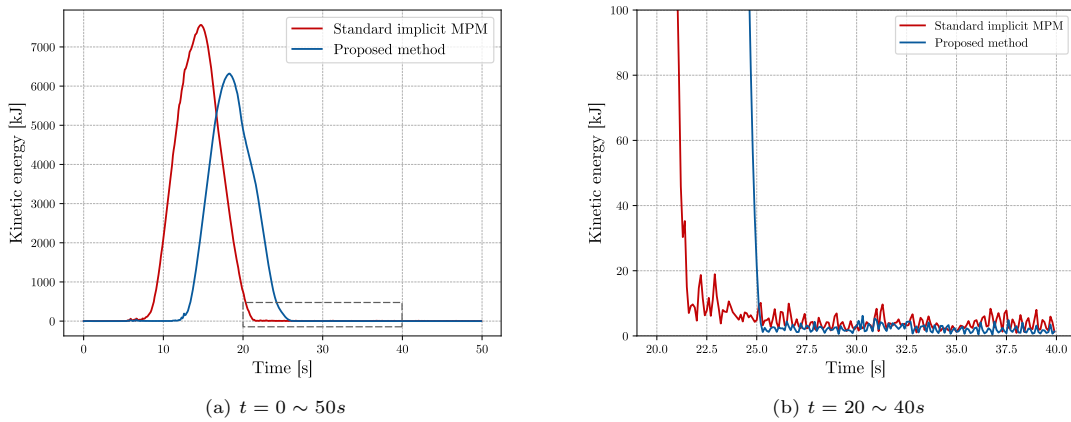 Standard implicit MPM
Proposed method
Kinetic energy [kJ]
7000
6000
5000
4000
3000
2000
1000
0
0
10
20
30
40
50
Time [s]
(a) t = 0 ∼ 50s
Standard implicit MPM
Proposed method
Kinetic energy [kJ]
100
80
60
40
20
0
20.0
22.5
25.0
27.5
30.0
32.5
35.0
37.5
40.0
Time [s]
(b) t = 20 ∼ 40s